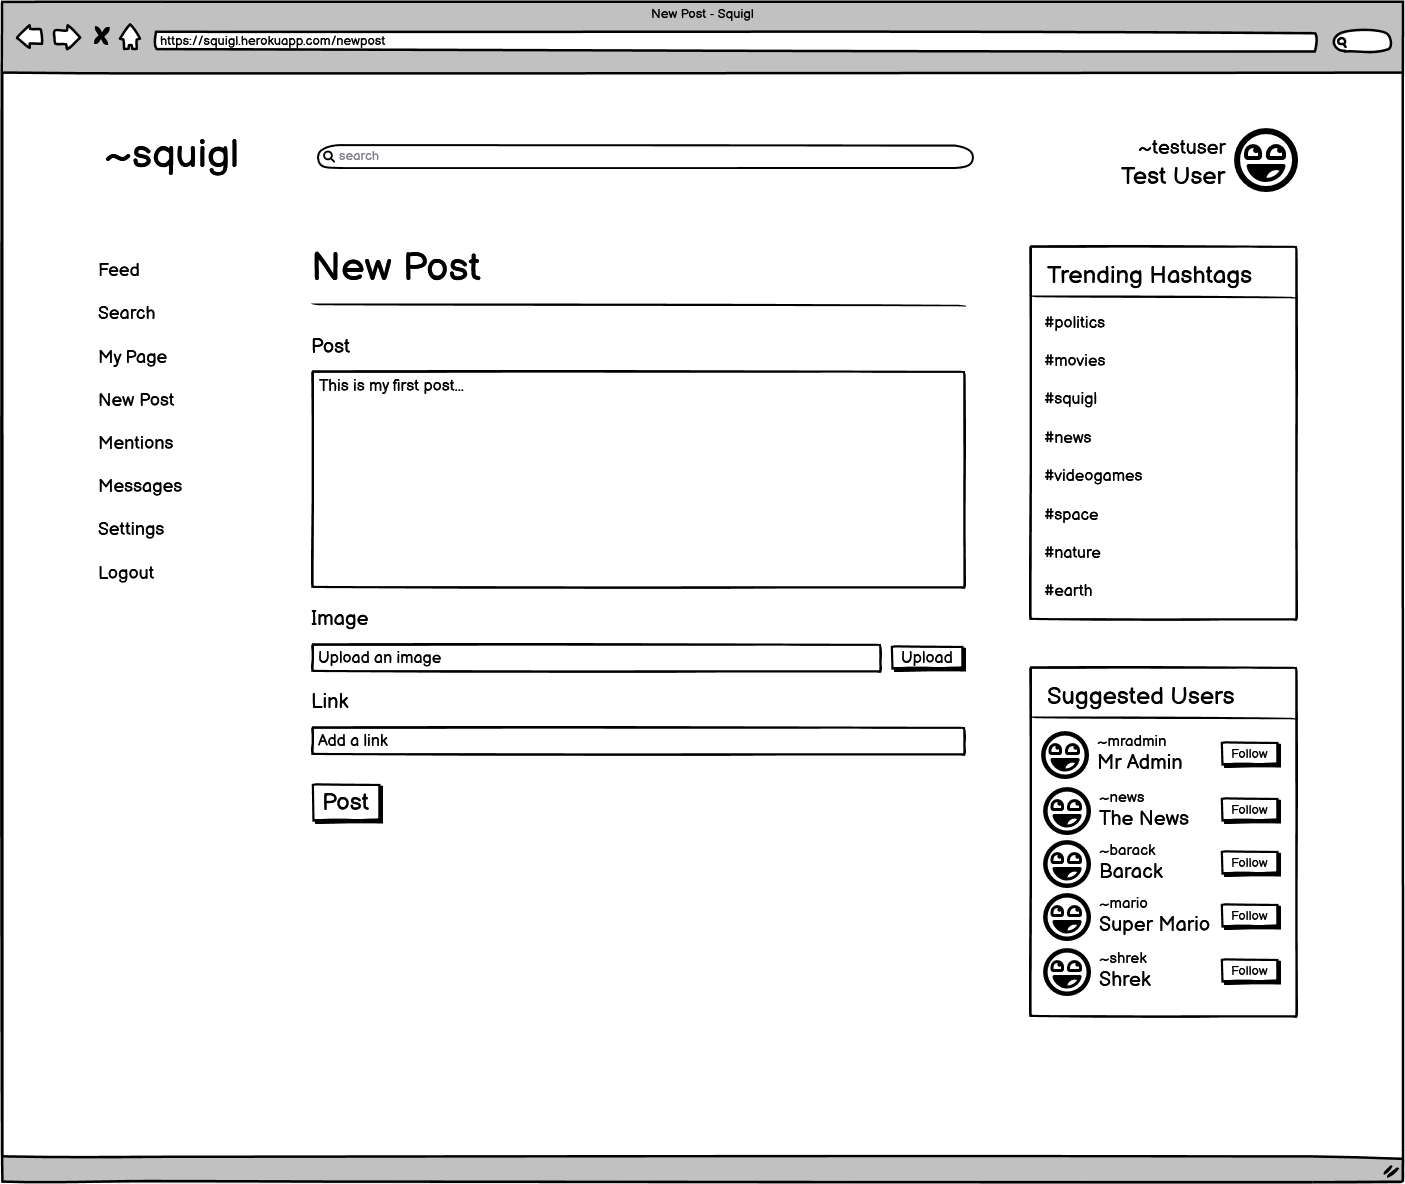 New Post - Squigl
https://squigl.herokuapp.com/newpost
~squigl
search
~testuser
Test User
Feed
Search
My Page
New Post
Mentions
Messages
Settings
Logout
New Post
Post
This is my first post...
Image
Upload an image
Upload
Link
Add a link
Post
Trending Hashtags
#politics
#movies
#squigl
#news
#videogames
#space
#nature
#earth
Suggested Users
~mradmin
Mr Admin
Follow
~news
The News
Follow
~barack
Barack
Follow
~mario
Super Mario
Follow
~shrek
Shrek
Follow